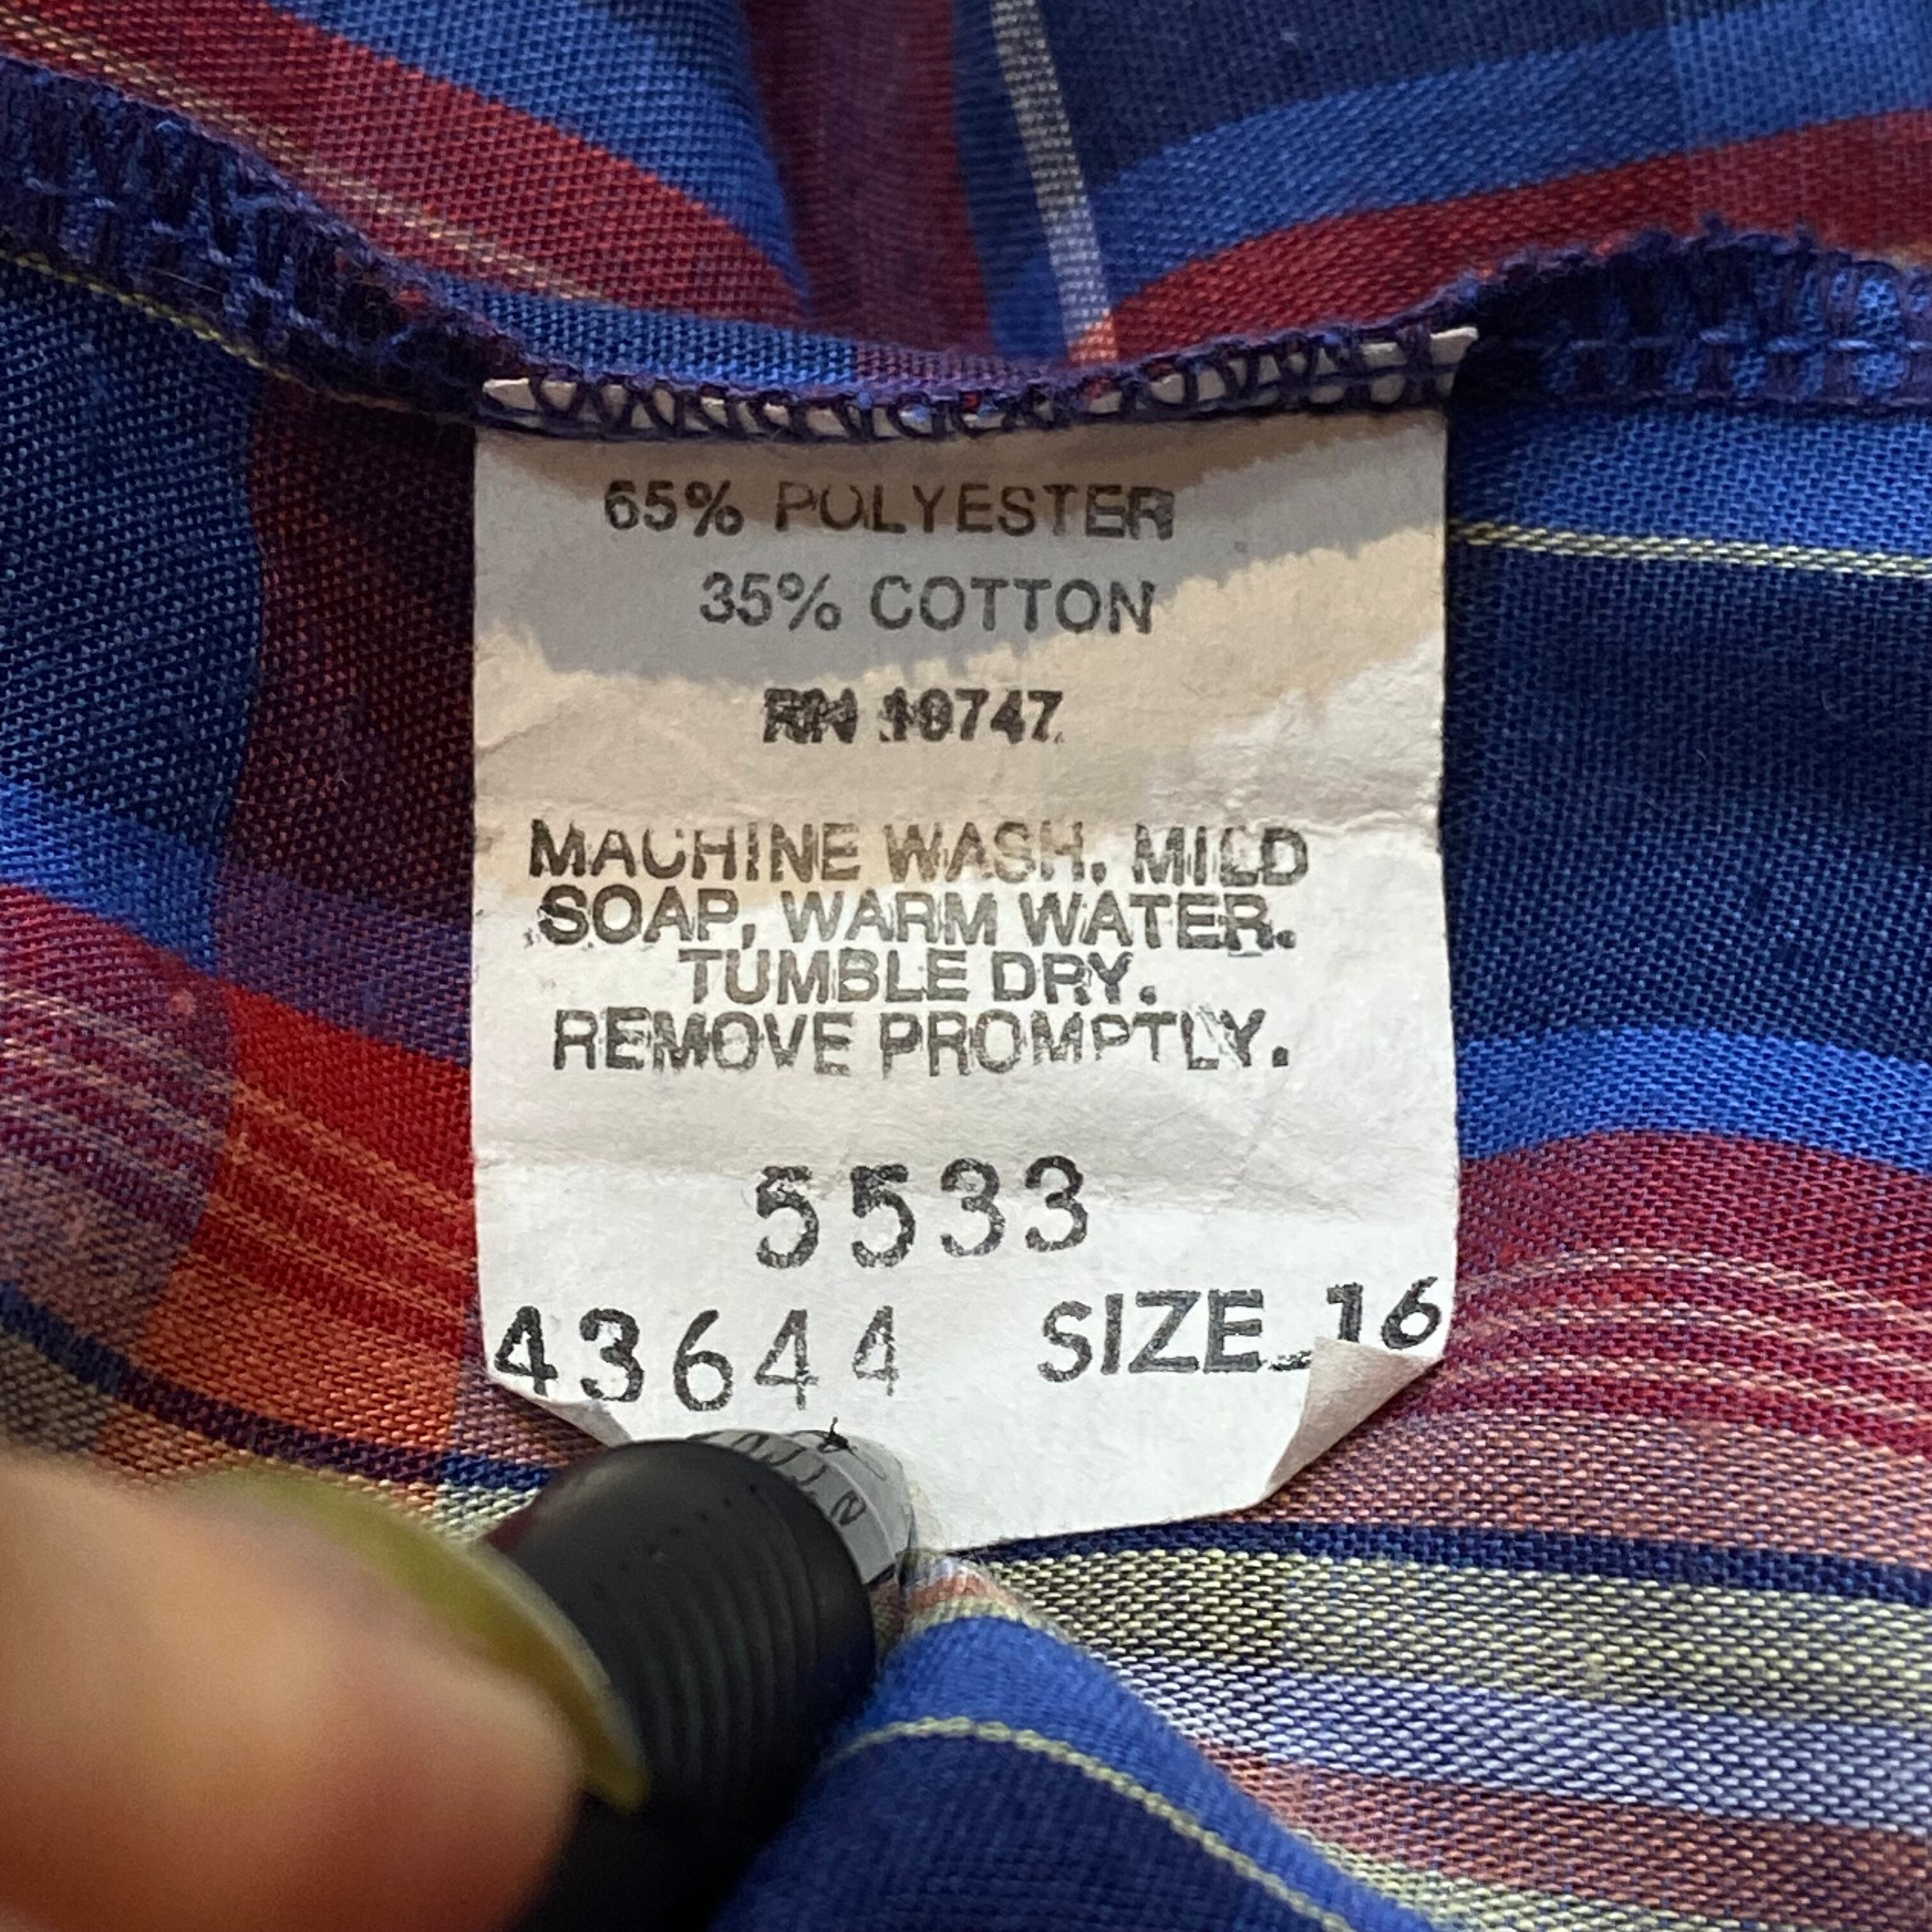 65% POLYESTER
35% COTTON
RN 19747
MACHINE WASH, MILD
SOAP, WARM WATER.
TUMBLE DRY.
REMOVE PROMPTLY.
5533
43644 SIZE 16